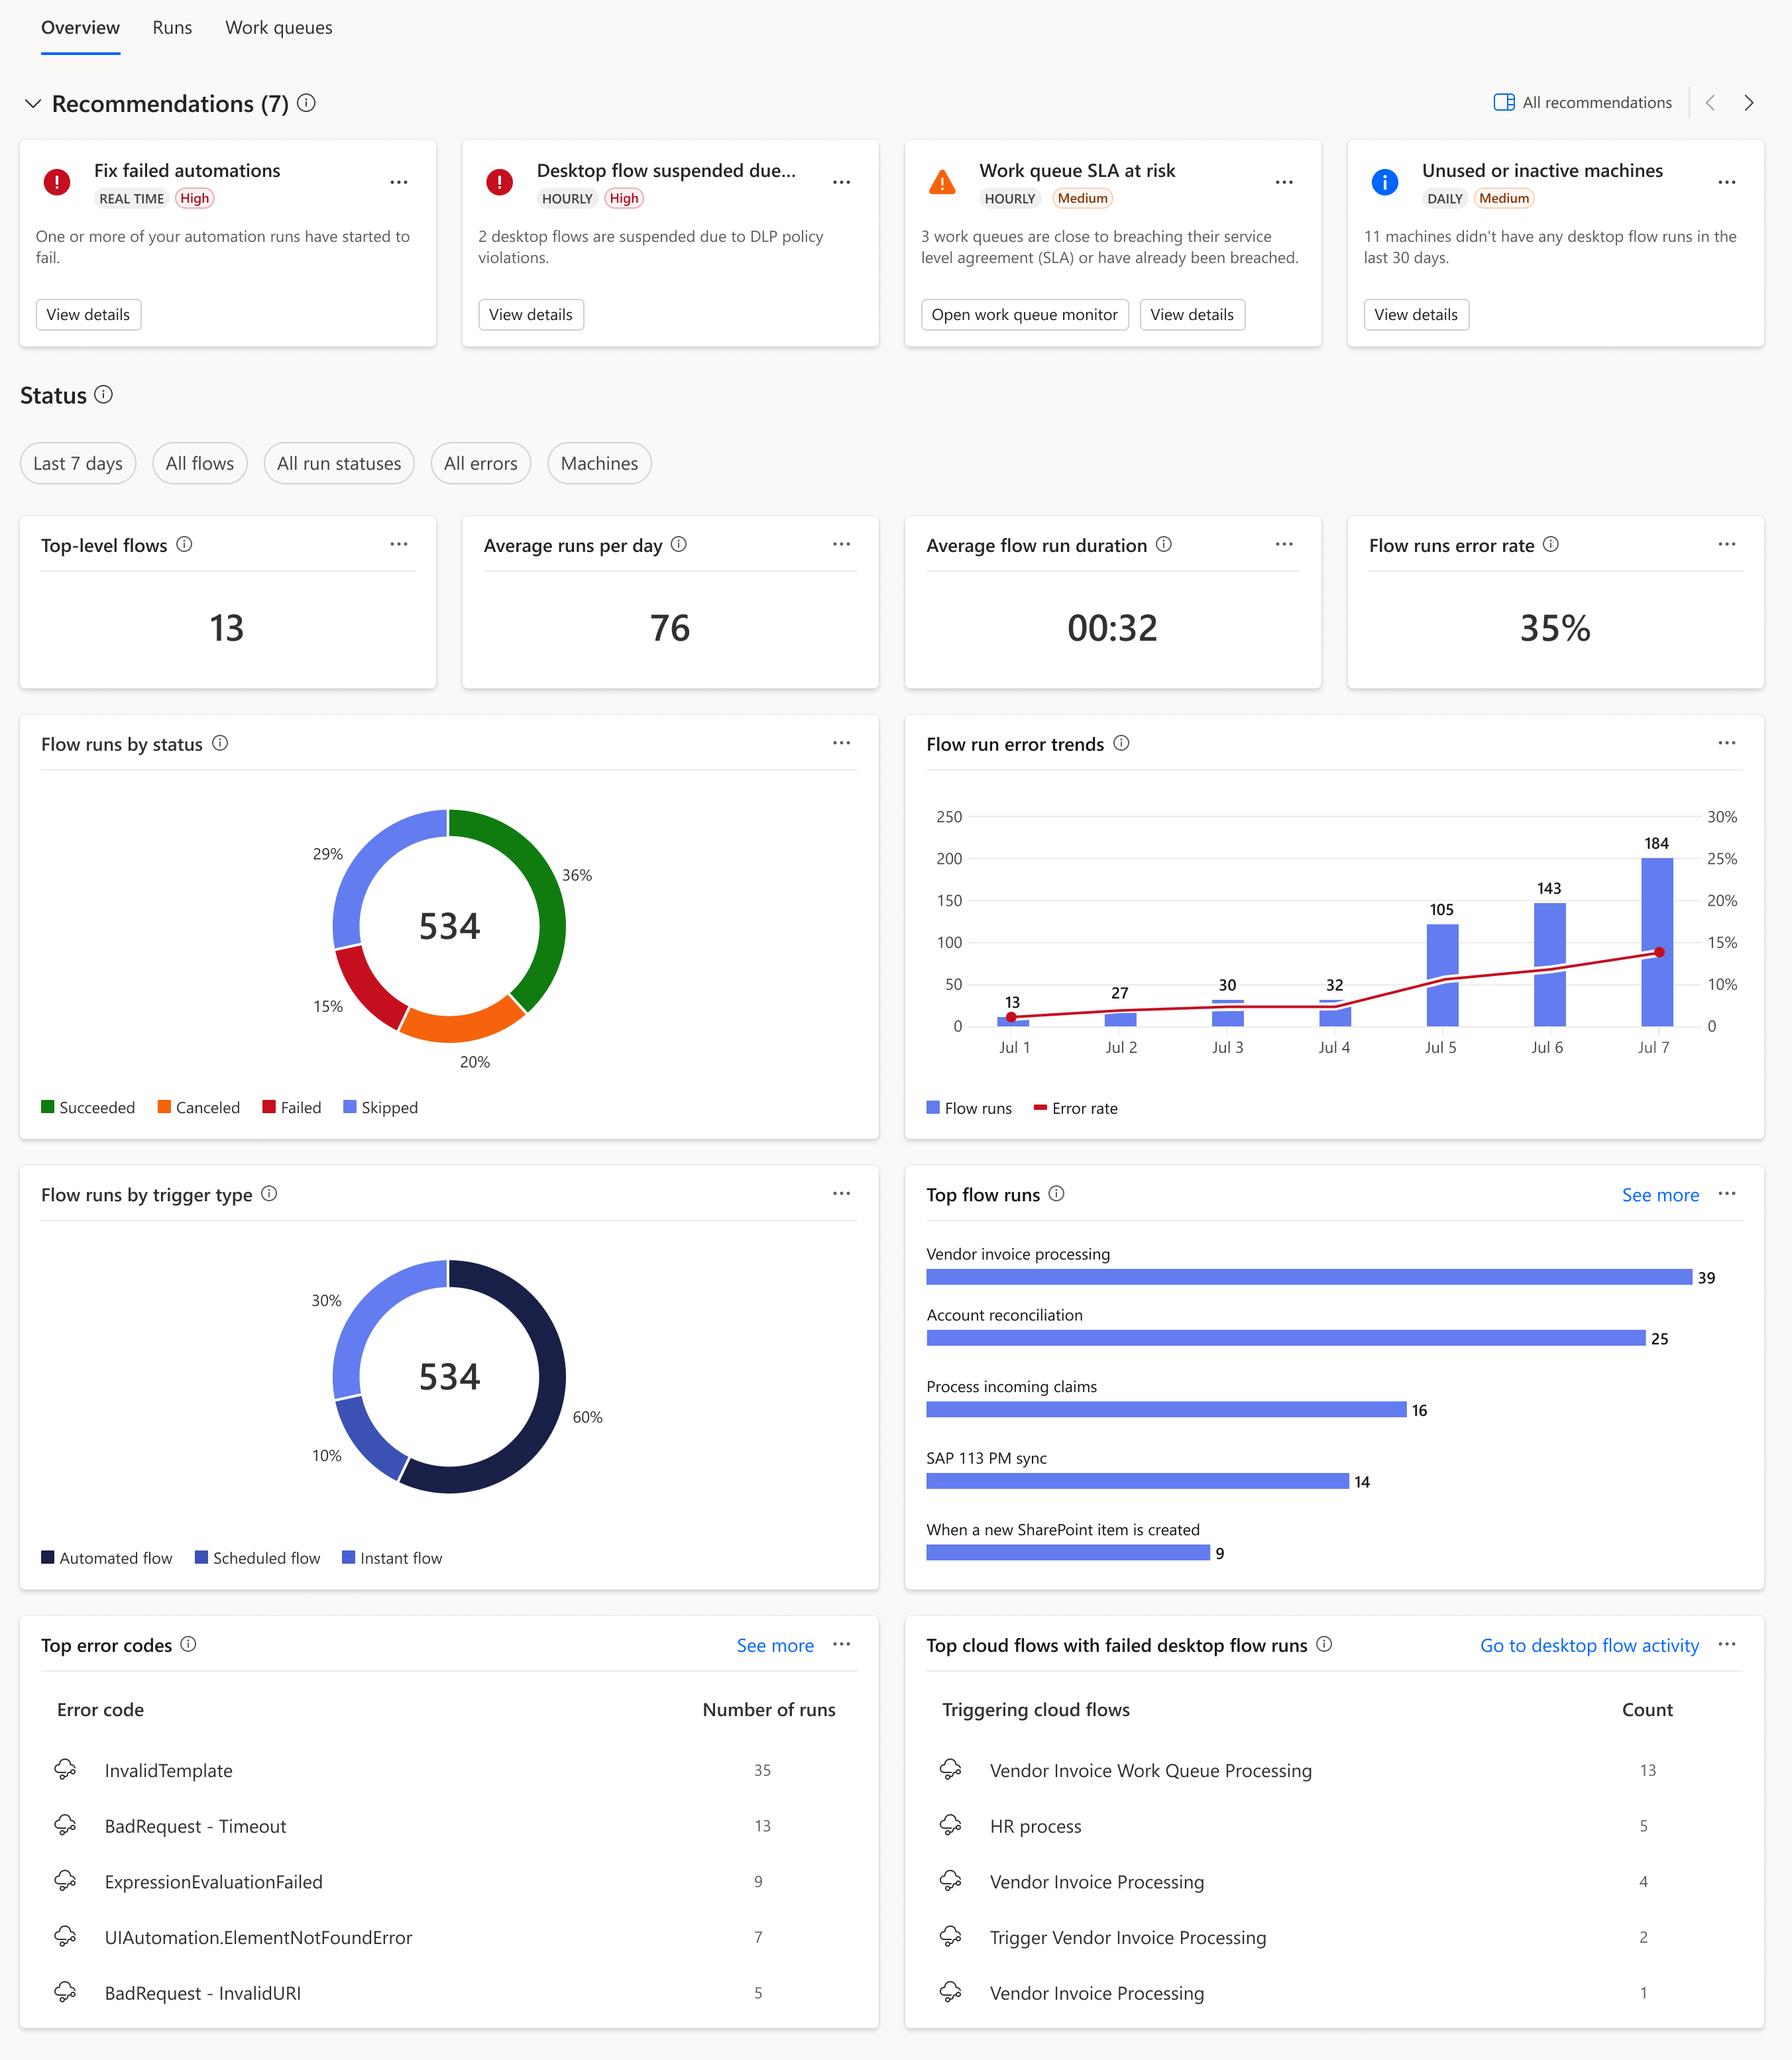 Overview Runs Work queues
Recommendations (7) All recommendations
Fix failed automations
REAL TIME High
One or more of your automation runs have started to
fail.
View details
Desktop flow suspended due...
HOURLY High
2 desktop flows are suspended due to DLP policy
violations.
View details
Work queue SLA at risk
HOURLY Medium
3 work queues are close to breaching their service
level agreement (SLA) or have already been breached.
Open work queue monitor View details
Unused or inactive machines
DAILY Medium
11 machines didn't have any desktop flow runs in the
last 30 days.
View details
Status
Last 7 days All flows All run statuses All errors Machines
Top-level flows
13
Average runs per day
76
Average flow run duration
00:32
Flow runs error rate
35%
Flow runs by status
29%
36%
534
15%
20%
Succeeded Canceled Failed Skipped
Flow run error trends
250 30%
184
200 25%
143
150 20%
105
100 15%
50 10%
13 27 30 32
0 0
Jul 1 Jul 2 Jul 3 Jul 4 Jul 5 Jul 6 Jul 7
Flow runs Error rate
Flow runs by trigger type
30%
534
60%
10%
Automated flow Scheduled flow Instant flow
Top flow runs See more
Vendor invoice processing
39
Account reconciliation
25
Process incoming claims
16
SAP 113 PM sync
14
When a new SharePoint item is created
9
Top error codes See more
Error code Number of runs
InvalidTemplate 35
BadRequest - Timeout 13
ExpressionEvaluationFailed 9
UIAutomation.ElementNotFoundError 7
BadRequest - InvalidURI 5
Top cloud flows with failed desktop flow runs Go to desktop flow activity
Triggering cloud flows Count
Vendor Invoice Work Queue Processing 13
HR process 5
Vendor Invoice Processing 4
Trigger Vendor Invoice Processing 2
Vendor Invoice Processing 1